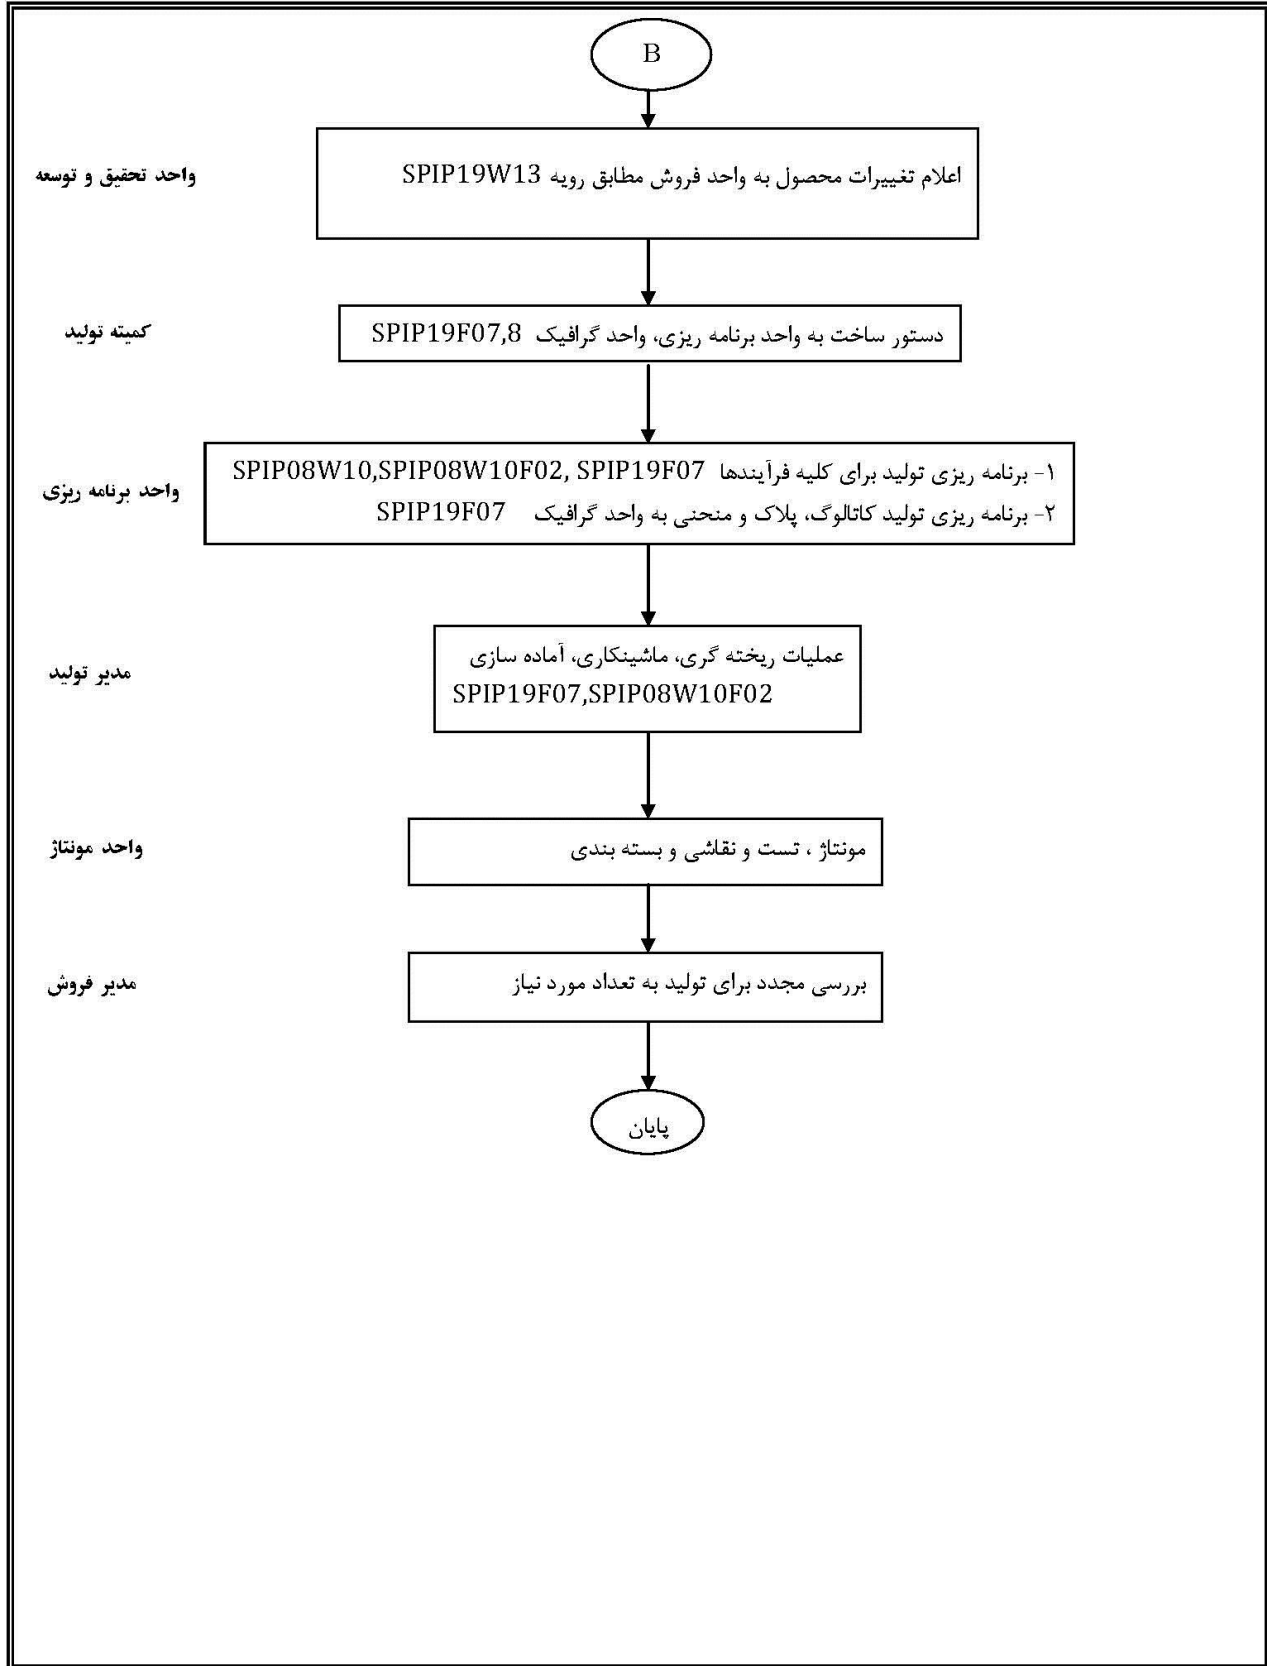 B
واحد تحقیق و توسعه
اعلام تغییرات محصول به واحد فروش مطابق رویه SPIP19W13
کمیته تولید
دستور ساخت به واحد برنامه ریزی، واحد گرافیک SPIP19F07,8
واحد برنامه ریزی
۱- برنامه ریزی تولید برای کلیه فرآیندها SPIP08W10,SPIP08W10F02, SPIP19F07
۲- برنامه ریزی تولید کاتالوگ، پلاک و منحنی به واحد گرافیک SPIP19F07
مدیر تولید
عملیات ریخته گری، ماشینکاری، آماده سازی
SPIP19F07,SPIP08W10F02
واحد مونتاژ
مونتاژ ، تست و نقاشی و بسته بندی
مدیر فروش
بررسی مجدد برای تولید به تعداد مورد نیاز
پایان